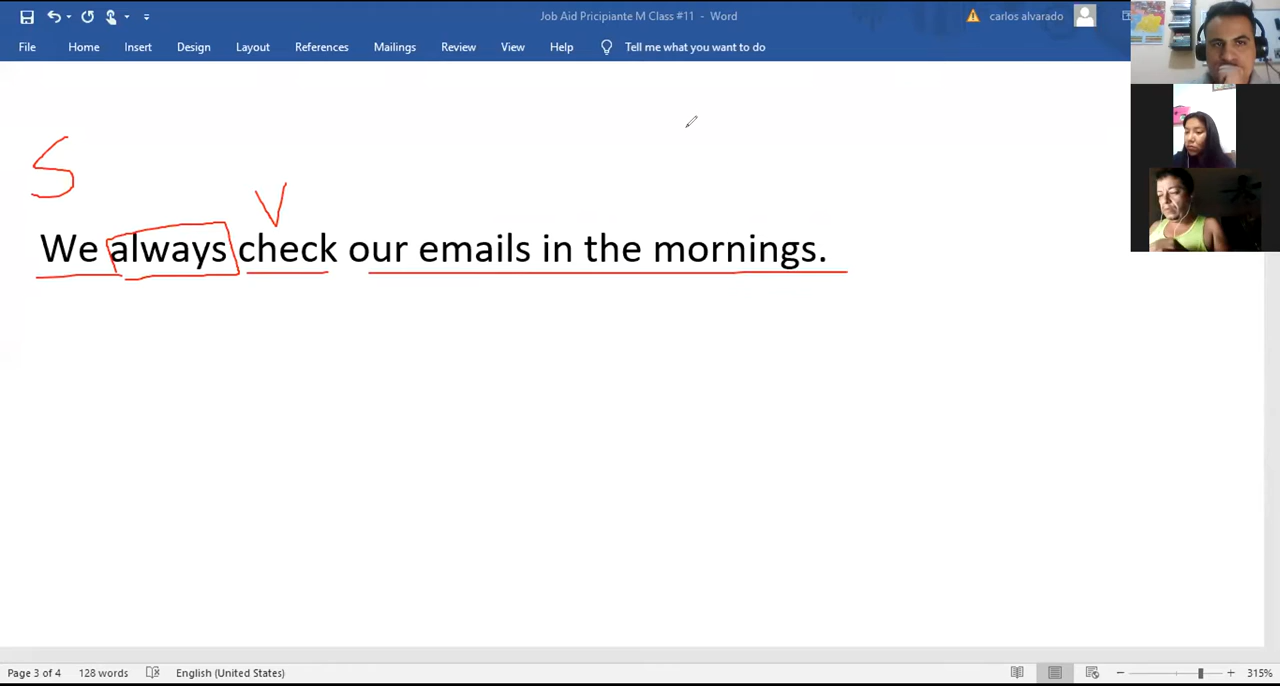 Job Aid Pricipiante M Class #11 - Word
carlos alvarado
File Home Insert Design Layout References Mailings Review View Help Tell me what you want to do
S
V
We always check our emails in the mornings.
Page 3 of 4 128 words English (United States) 315%